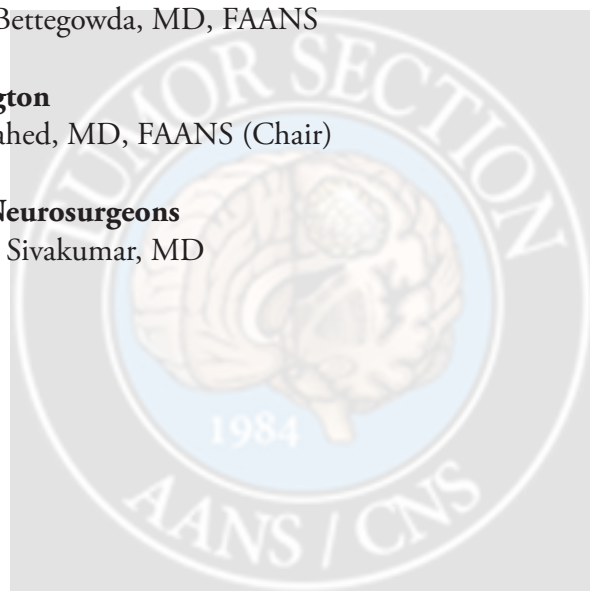 Bettegowda, MD, FAANS
gton
ahed, MD, FAANS (Chair)
Neurosurgeons
Sivakumar, MD
TUMOR SECTION
1984
AANS / CNS